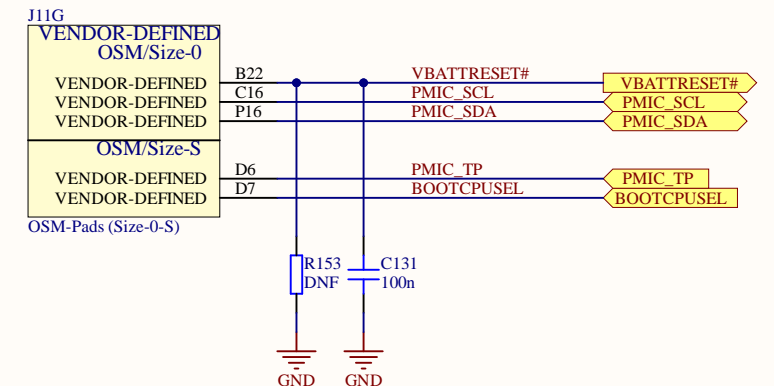 J11G
VENDOR-DEFINED
OSM/Size-0
VENDOR-DEFINED B22 VBATTRESET# VBATTRESET#
VENDOR-DEFINED C16 PMIC_SCL PMIC_SCL
VENDOR-DEFINED P16 PMIC_SDA PMIC_SDA
OSM/Size-S
VENDOR-DEFINED D6 PMIC_TP PMIC_TP
VENDOR-DEFINED D7 BOOTCPUSEL BOOTCPUSEL
OSM-Pads (Size-0-S)
R153 C131
DNF 100n
GND GND